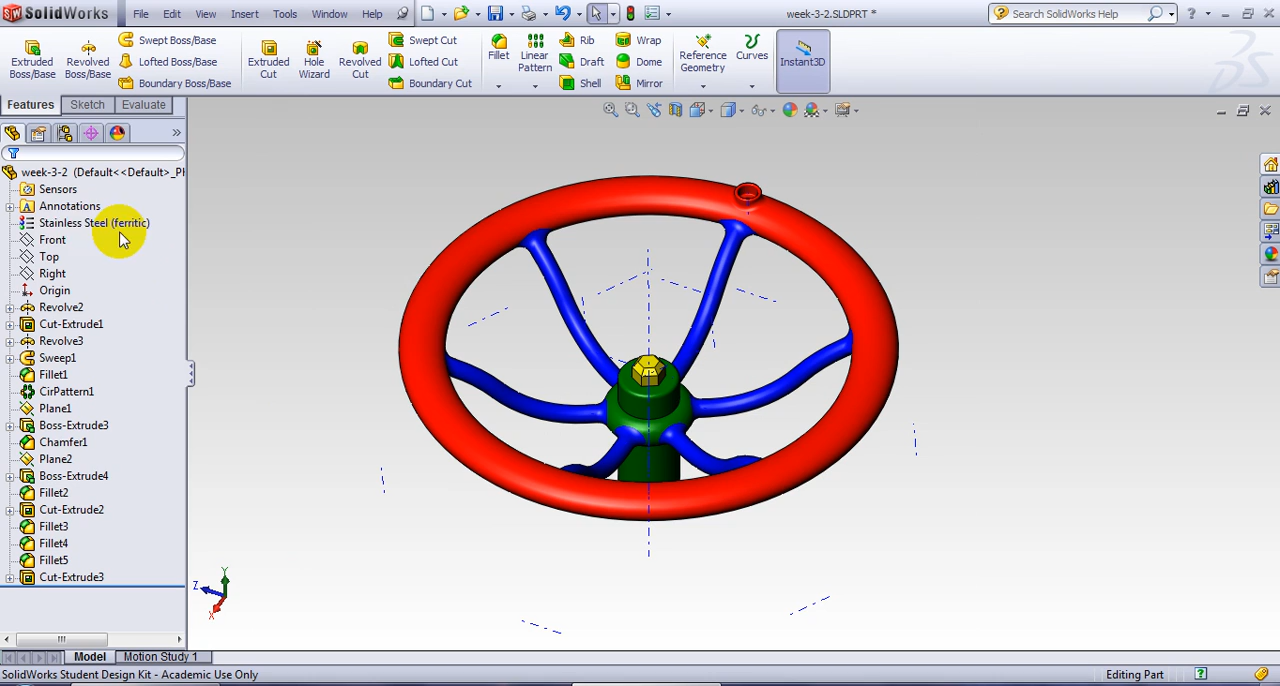 SolidWorks File Edit View Insert Tools Window Help week-3-2.SLDPRT * Search SolidWorks Help
Extruded Boss/Base
Revolved Boss/Base
Swept Boss/Base
Lofted Boss/Base
Boundary Boss/Base
Extruded Cut
Hole Wizard
Revolved Cut
Swept Cut
Lofted Cut
Boundary Cut
Fillet
Linear Pattern
Rib
Draft
Shell
Wrap
Dome
Mirror
Reference Geometry
Curves
Instant3D
Features Sketch Evaluate
week-3-2 (Default<<Default>_Pl
Sensors
Annotations
Stainless Steel (ferritic)
Front
Top
Right
Origin
Revolve2
Cut-Extrude1
Revolve3
Sweep1
Fillet1
CirPattern1
Plane1
Boss-Extrude3
Chamfer1
Plane2
Boss-Extrude4
Fillet2
Cut-Extrude2
Fillet3
Fillet4
Fillet5
Cut-Extrude3
Y
Z
X
Model Motion Study 1
SolidWorks Student Design Kit - Academic Use Only Editing Part